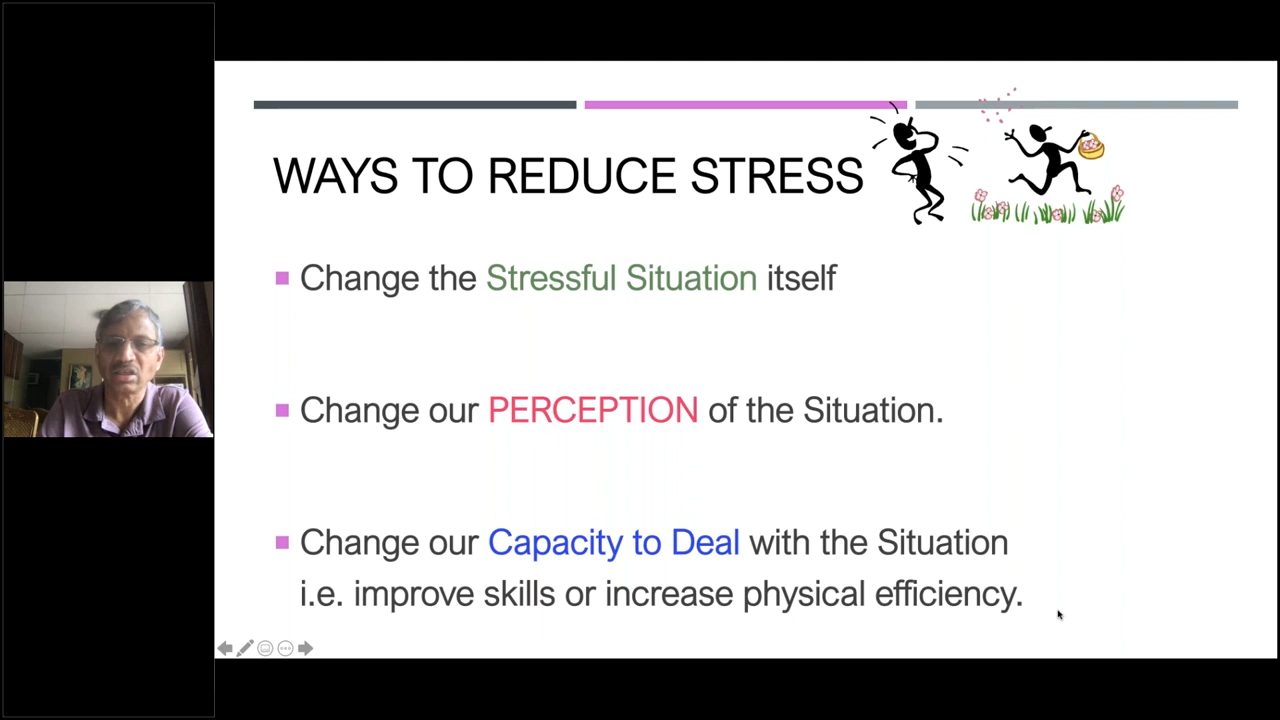 WAYS TO REDUCE STRESS
Change the Stressful Situation itself
Change our PERCEPTION of the Situation.
Change our Capacity to Deal with the Situation
i.e. improve skills or increase physical efficiency.